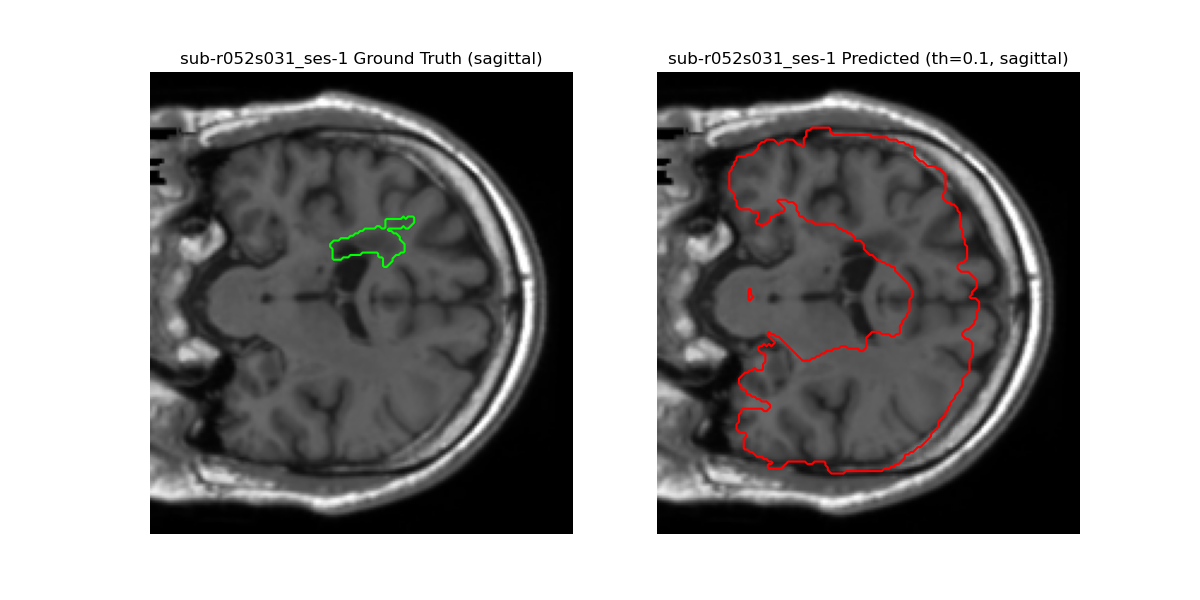 sub-r052s031_ses-1 Ground Truth (sagittal)
sub-r052s031_ses-1 Predicted (th=0.1, sagittal)